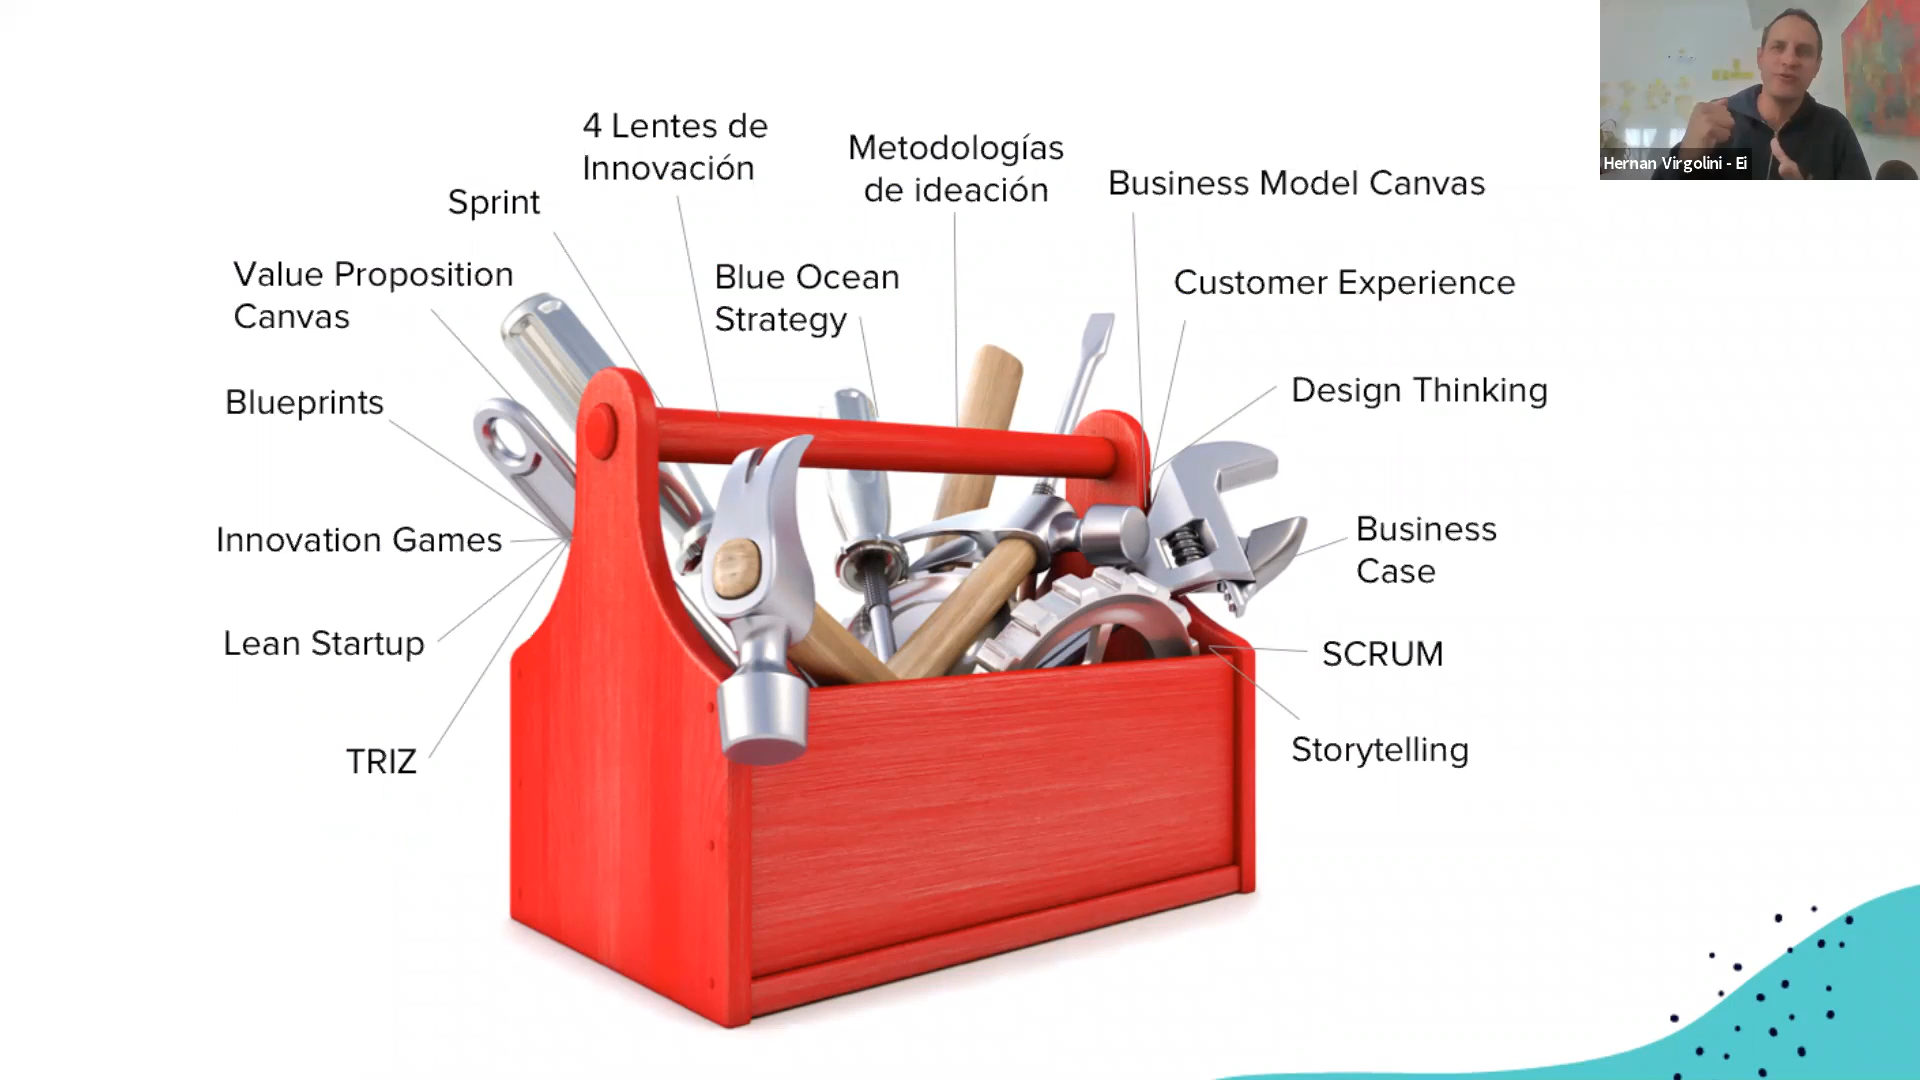 4 Lentes de
Innovación
Metodologías
de ideación
Business Model Canvas
Sprint
Value Proposition
Canvas
Blue Ocean
Strategy
Customer Experience
Blueprints
Design Thinking
Innovation Games
Business
Case
Lean Startup
SCRUM
TRIZ
Storytelling
Hernan Virgolini - Ei